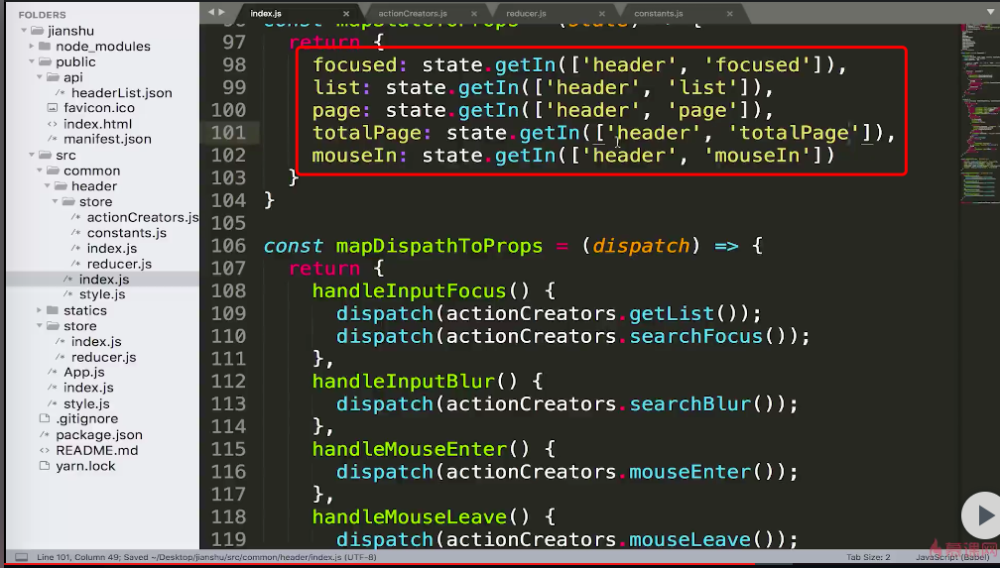 FOLDERS
jianshu
node_modules
public
api
headerList.json
favicon.ico
index.html
manifest.json
src
common
header
store
actionCreators.js
constants.js
index.js
reducer.js
index.js
style.js
statics
store
index.js
reducer.js
App.js
index.js
style.js
.gitignore
package.json
README.md
yarn.lock
index.js × actionCreators.js × reducer.js × constants.js ×
96 const mapStateToProps = (state) => {
97 return {
98 focused: state.getIn(['header', 'focused']),
99 list: state.getIn(['header', 'list']),
100 page: state.getIn(['header', 'page']),
101 totalPage: state.getIn(['header', 'totalPage']),
102 mouseIn: state.getIn(['header', 'mouseIn'])
103 }
104 }
105
106 const mapDispathToProps = (dispatch) => {
107 return {
108 handleInputFocus() {
109 dispatch(actionCreators.getList());
110 dispatch(actionCreators.searchFocus());
111 },
112 handleInputBlur() {
113 dispatch(actionCreators.searchBlur());
114 },
115 handleMouseEnter() {
116 dispatch(actionCreators.mouseEnter());
117 },
118 handleMouseLeave() {
119 dispatch(actionCreators.mouseLeave());
Line 101, Column 49; Saved ~/Desktop/jianshu/src/common/header/index.js (UTF-8)
Tab Size: 2
JavaScript (Babel)
慕课网